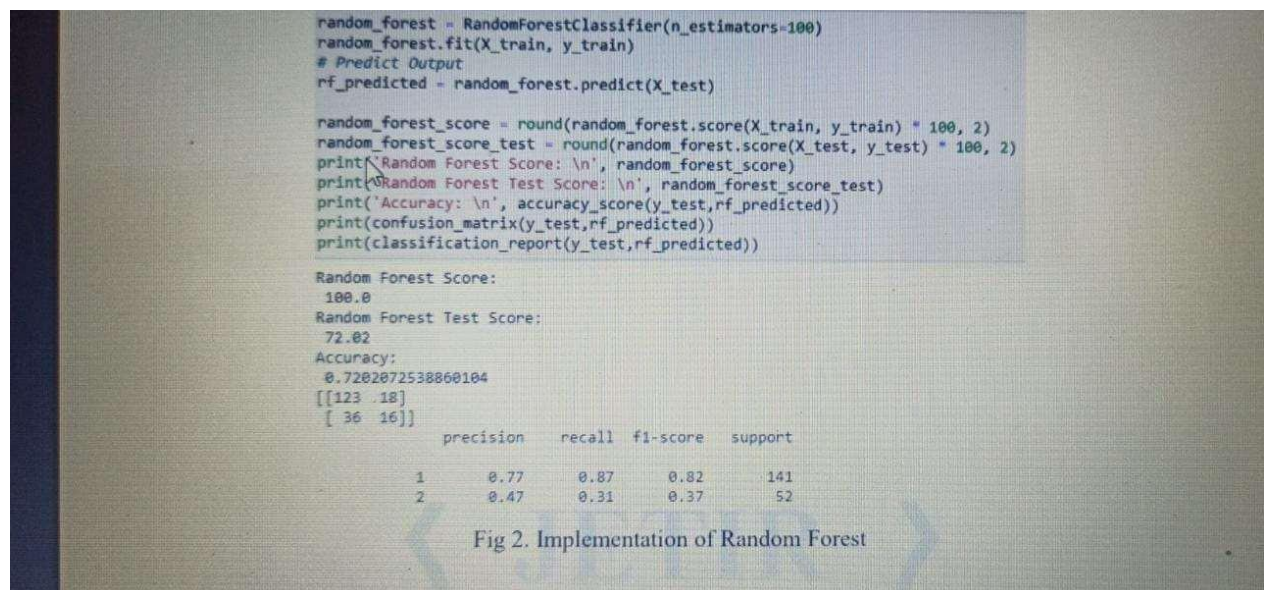 random_forest = RandomForestClassifier(n_estimators=100)
random_forest.fit(X_train, y_train)
# Predict Output
rf_predicted = random_forest.predict(X_test)
random_forest_score = round(random_forest.score(X_train, y_train) * 100, 2)
random_forest_score_test = round(random_forest.score(X_test, y_test) * 100, 2)
print('Random Forest Score: \n', random_forest_score)
print('Random Forest Test Score: \n', random_forest_score_test)
print('Accuracy: \n', accuracy_score(y_test,rf_predicted))
print(confusion_matrix(y_test,rf_predicted))
print(classification_report(y_test,rf_predicted))
Random Forest Score:
100.0
Random Forest Test Score:
72.02
Accuracy:
0.7202072538860104
[[123 18]
[ 36 16]]
precision recall f1-score support
1 0.77 0.87 0.82 141
2 0.47 0.31 0.37 52
JETIR
Fig 2. Implementation of Random Forest